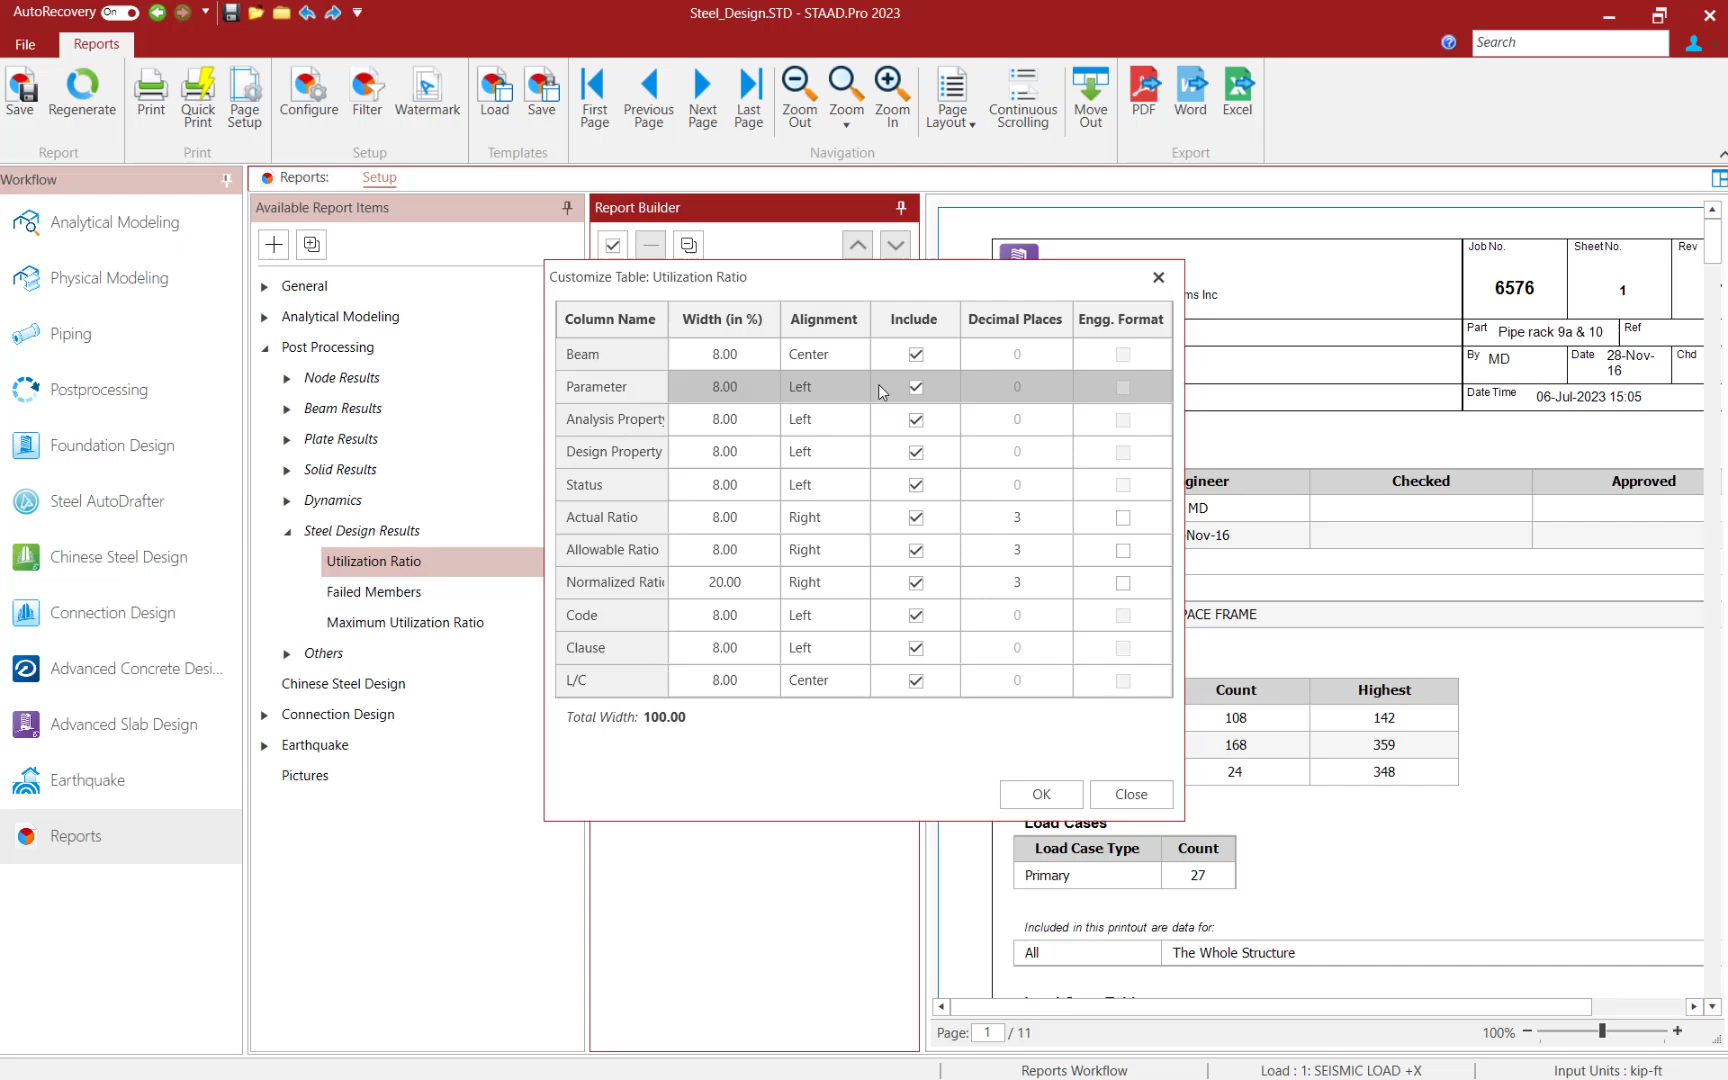 AutoRecovery On
Steel_Design.STD - STAAD.Pro 2023
File
Reports
Search
Save
Regenerate
Print
Quick Print
Page Setup
Configure
Filter
Watermark
Load
Save
First Page
Previous Page
Next Page
Last Page
Zoom Out
Zoom
Zoom In
Page Layout
Continuous Scrolling
Move Out
PDF
Word
Excel
Report
Print
Setup
Templates
Navigation
Export
Workflow
Analytical Modeling
Physical Modeling
Piping
Postprocessing
Foundation Design
Steel AutoDrafter
Chinese Steel Design
Connection Design
Advanced Concrete Desi...
Advanced Slab Design
Earthquake
Reports
Reports:
Setup
Available Report Items
General
Analytical Modeling
Post Processing
Node Results
Beam Results
Plate Results
Solid Results
Dynamics
Steel Design Results
Utilization Ratio
Failed Members
Maximum Utilization Ratio
Others
Chinese Steel Design
Connection Design
Earthquake
Pictures
Report Builder
Customize Table: Utilization Ratio
Column Name Width (in %) Alignment Include Decimal Places Engg. Format
Beam 8.00 Center 0
Parameter 8.00 Left 0
Analysis Property 8.00 Left 0
Design Property 8.00 Left 0
Status 8.00 Left 0
Actual Ratio 8.00 Right 3
Allowable Ratio 8.00 Right 3
Normalized Rati 20.00 Right 3
Code 8.00 Left 0
Clause 8.00 Left 0
L/C 8.00 Center 0
Total Width: 100.00
OK
Close
Job No.
6576
Sheet No.
1
Rev
ms Inc
Part Pipe rack 9a & 10
Ref
By MD
Date 28-Nov-16
Chd
Date Time 06-Jul-2023 15:05
gineer Checked Approved
MD
-Nov-16
PACE FRAME
Count Highest
108 142
168 359
24 348
Load Cases
Load Case Type Count
Primary 27
Included in this printout are data for:
All The Whole Structure
Page: 1 / 11
100%
Reports Workflow
Load : 1: SEISMIC LOAD +X
Input Units : kip-ft